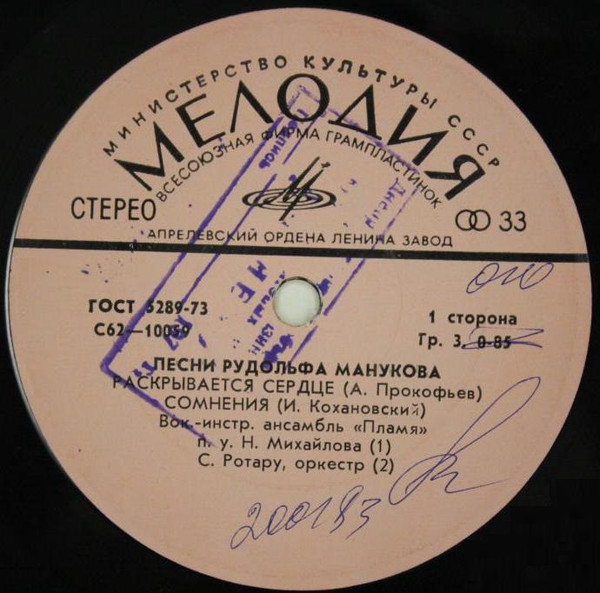 МИНИСТЕРСТВО КУЛЬТУРЫ СССР
МЕЛОДИЯ
ВСЕСОЮЗНАЯ ФИРМА ГРАМПЛАСТИНОК
СТЕРЕО
33
АПРЕЛЕВСКИЙ ОРДЕНА ЛЕНИНА ЗАВОД
ГОСТ 5289-73
С62—10059
1 сторона
Гр. 3. 0-85
ПЕСНИ РУДОЛЬФА МАНУКОВА
РАСКРЫВАЕТСЯ СЕРДЦЕ (А. Прокофьев)
СОМНЕНИЯ (И. Кохановский)
Вок.-инстр. ансамбль «Пламя»
п. у. Н. Михайлова (1)
С. Ротару, оркестр (2)
200183